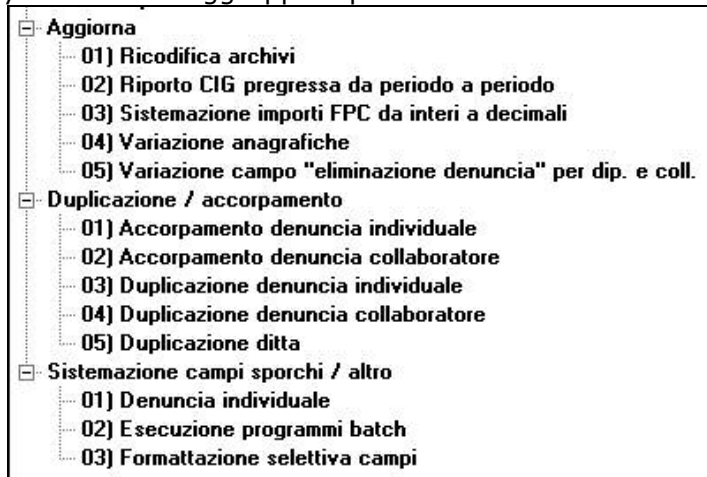 Aggiorna
01) Ricodifica archivi
02) Riporto CIG pregressa da periodo a periodo
03) Sistemazione importi FPC da interi a decimali
04) Variazione anagrafiche
05) Variazione campo "eliminazione denuncia" per dip. e coll.
Duplicazione / accorpamento
01) Accorpamento denuncia individuale
02) Accorpamento denuncia collaboratore
03) Duplicazione denuncia individuale
04) Duplicazione denuncia collaboratore
05) Duplicazione ditta
Sistemazione campi sporchi / altro
01) Denuncia individuale
02) Esecuzione programmi batch
03) Formattazione selettiva campi